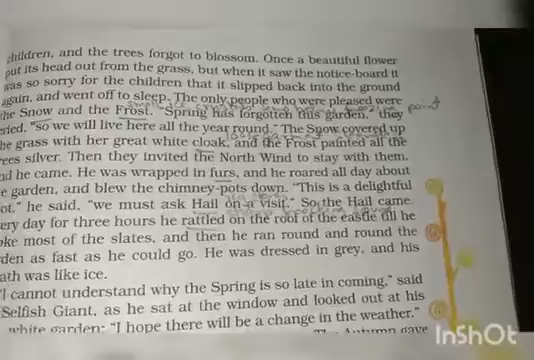 children, and the trees forgot to blossom. Once a beautiful flower
put its head out from the grass, but when it saw the notice-board it
was so sorry for the children that it slipped back into the ground
again, and went off to sleep. The only people who were pleased were
the Snow and the Frost. "Spring has forgotten this garden," they point
cried, "so we will live here all the year round." The Snow covered up
he grass with her great white cloak, and the Frost painted all the
ees silver. Then they invited the North Wind to stay with them,
nd he came. He was wrapped in furs, and he roared all day about
e garden, and blew the chimney-pots down. "This is a delightful
ot," he said, "we must ask Hail on a visit." So the Hail came.
ery day for three hours he rattled on the roof of the castle till he
oke most of the slates, and then he ran round and round the
den as fast as he could go. He was dressed in grey, and his
ath was like ice.
"I cannot understand why the Spring is so late in coming," said
Selfish Giant, as he sat at the window and looked out at his
white garden; "I hope there will be a change in the weather."
Autumn gave
InShOt